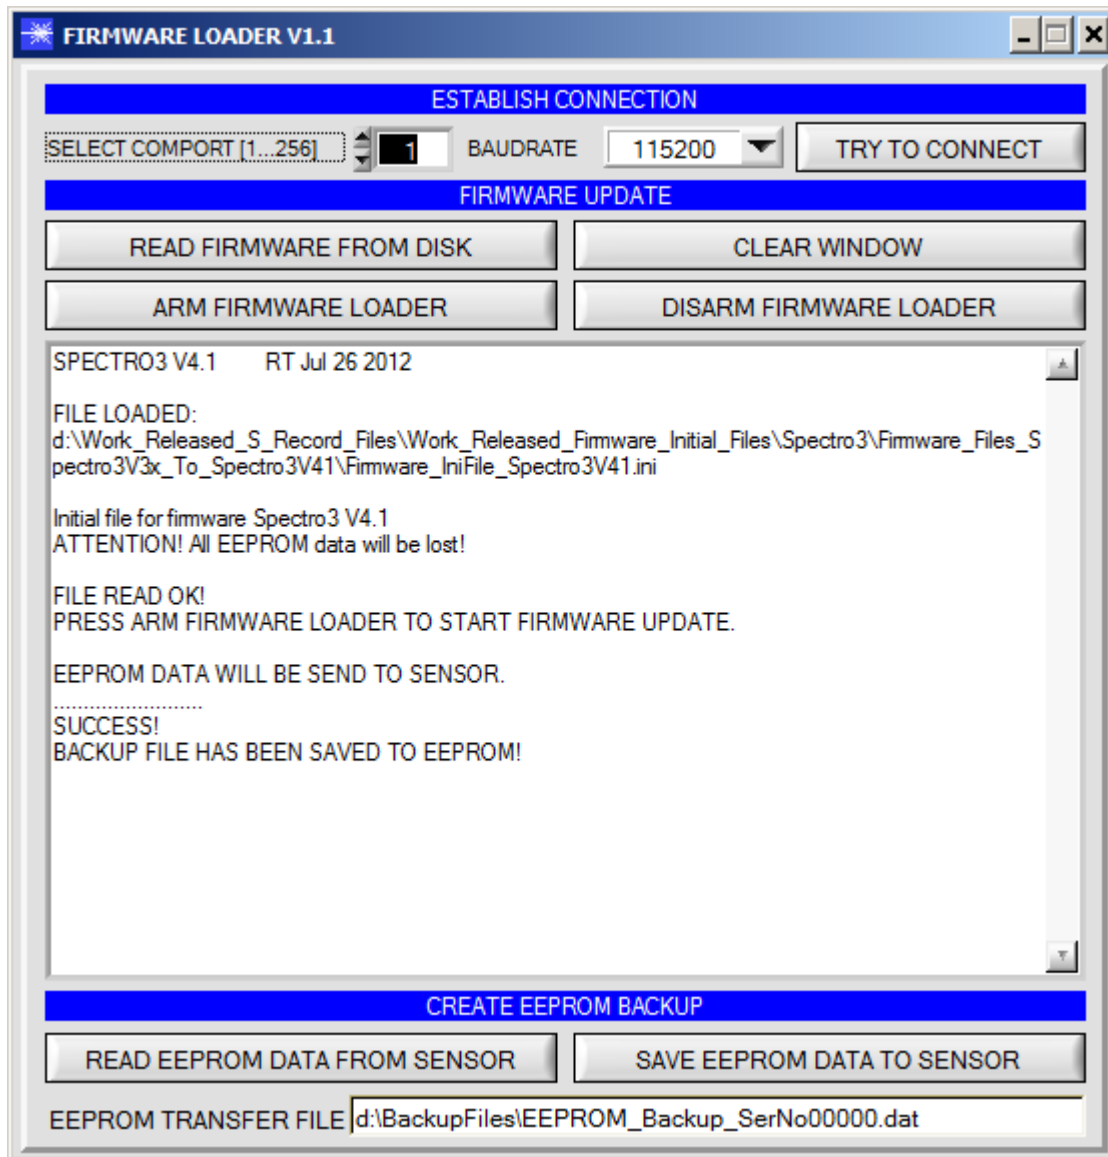 FIRMWARE LOADER V1.1
ESTABLISH CONNECTION
SELECT COMPORT [1...256] 1 BAUDRATE 115200 TRY TO CONNECT
FIRMWARE UPDATE
READ FIRMWARE FROM DISK CLEAR WINDOW
ARM FIRMWARE LOADER DISARM FIRMWARE LOADER
SPECTRO3 V4.1 RT Jul 26 2012
FILE LOADED:
d:\Work_Released_S_Record_Files\Work_Released_Firmware_Initial_Files\Spectro3\Firmware_Files_S
pectro3V3x_To_Spectro3V41\Firmware_IniFile_Spectro3V41.ini
Initial file for firmware Spectro3 V4.1
ATTENTION! All EEPROM data will be lost!
FILE READ OK!
PRESS ARM FIRMWARE LOADER TO START FIRMWARE UPDATE.
EEPROM DATA WILL BE SEND TO SENSOR.
.........................
SUCCESS!
BACKUP FILE HAS BEEN SAVED TO EEPROM!
CREATE EEPROM BACKUP
READ EEPROM DATA FROM SENSOR SAVE EEPROM DATA TO SENSOR
EEPROM TRANSFER FILE d:\BackupFiles\EEPROM_Backup_SerNo00000.dat